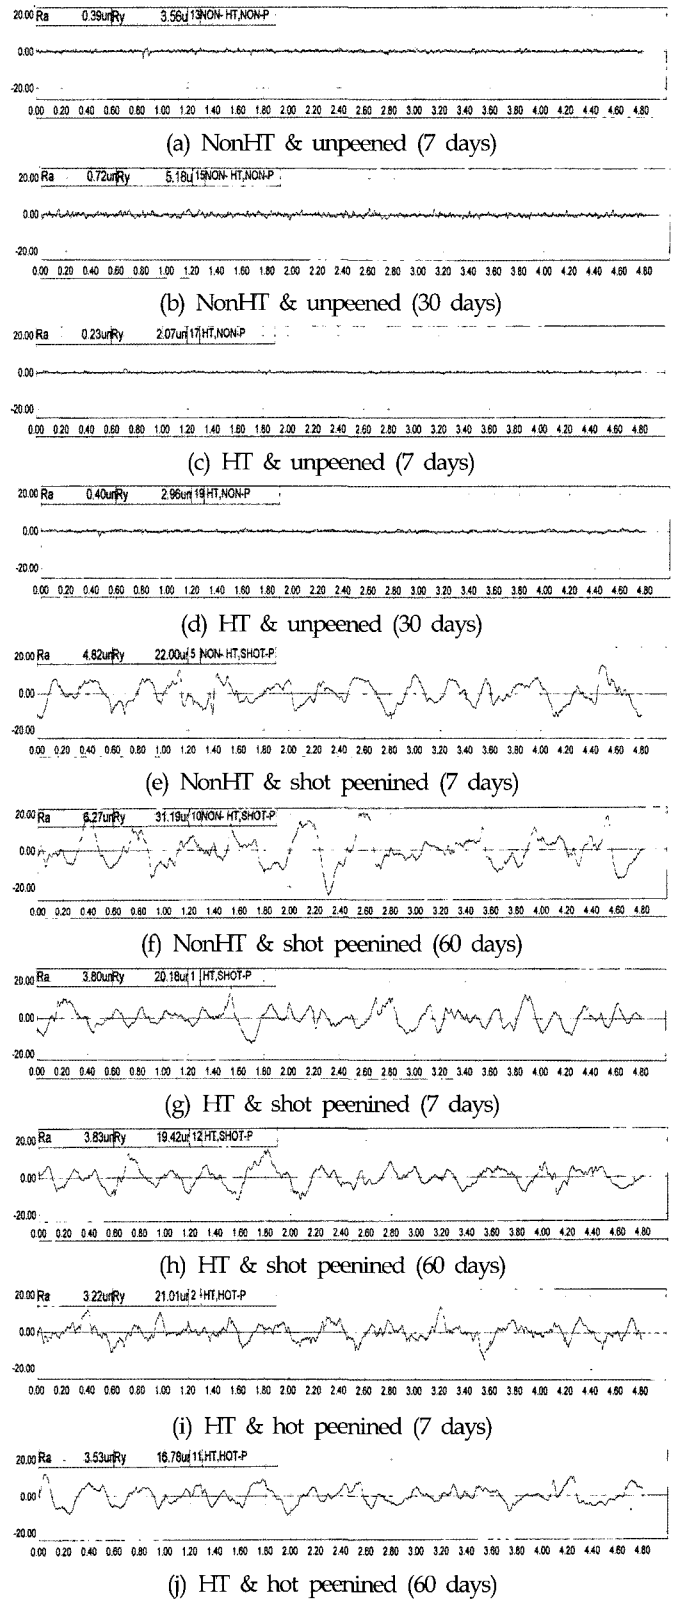 20.00 Ra 0.39um Ry 3.56u 13 NON- HT,NON-P
0.00
-20.00
0.00 0.20 0.40 0.60 0.80 1.00 1.20 1.40 1.60 1.80 2.00 2.20 2.40 2.60 2.80 3.00 3.20 3.40 3.60 3.80 4.00 4.20 4.40 4.60 4.80
(a) NonHT & unpeened (7 days)
20.00 Ra 0.72um Ry 5.18u 15 NON- HT,NON-P
0.00
-20.00
0.00 0.20 0.40 0.60 0.80 1.00 1.20 1.40 1.60 1.80 2.00 2.20 2.40 2.60 2.80 3.00 3.20 3.40 3.60 3.80 4.00 4.20 4.40 4.60 4.80
(b) NonHT & unpeened (30 days)
20.00 Ra 0.23um Ry 2.07um 17 HT,NON-P
0.00
-20.00
0.00 0.20 0.40 0.60 0.80 1.00 1.20 1.40 1.60 1.80 2.00 2.20 2.40 2.60 2.80 3.00 3.20 3.40 3.60 3.80 4.00 4.20 4.40 4.60 4.80
(c) HT & unpeened (7 days)
20.00 Ra 0.40um Ry 2.96um 19 HT,NON-P
0.00
-20.00
0.00 0.20 0.40 0.60 0.80 1.00 1.20 1.40 1.60 1.80 2.00 2.20 2.40 2.60 2.80 3.00 3.20 3.40 3.60 3.80 4.00 4.20 4.40 4.60 4.80
(d) HT & unpeened (30 days)
20.00 Ra 4.82um Ry 22.00u 5 NON- HT,SHOT-P
0.00
-20.00
0.00 0.20 0.40 0.60 0.80 1.00 1.20 1.40 1.60 1.80 2.00 2.20 2.40 2.60 2.80 3.00 3.20 3.40 3.60 3.80 4.00 4.20 4.40 4.60 4.80
(e) NonHT & shot peenined (7 days)
20.00 Ra 6.27um Ry 31.19u 10 NON- HT,SHOT-P
0.00
-20.00
0.00 0.20 0.40 0.60 0.80 1.00 1.20 1.40 1.60 1.80 2.00 2.20 2.40 2.60 2.80 3.00 3.20 3.40 3.60 3.80 4.00 4.20 4.40 4.60 4.80
(f) NonHT & shot peenined (60 days)
20.00 Ra 3.80um Ry 20.18u 1 HT,SHOT-P
0.00
-20.00
0.00 0.20 0.40 0.60 0.80 1.00 1.20 1.40 1.60 1.80 2.00 2.20 2.40 2.60 2.80 3.00 3.20 3.40 3.60 3.80 4.00 4.20 4.40 4.60 4.80
(g) HT & shot peenined (7 days)
20.00 Ra 3.83um Ry 19.42u 12 HT,SHOT-P
0.00
-20.00
0.00 0.20 0.40 0.60 0.80 1.00 1.20 1.40 1.60 1.80 2.00 2.20 2.40 2.60 2.80 3.00 3.20 3.40 3.60 3.80 4.00 4.20 4.40 4.60 4.80
(h) HT & shot peenined (60 days)
20.00 Ra 3.22um Ry 21.01u 2 HT,HOT-P
0.00
-20.00
0.00 0.20 0.40 0.60 0.80 1.00 1.20 1.40 1.60 1.80 2.00 2.20 2.40 2.60 2.80 3.00 3.20 3.40 3.60 3.80 4.00 4.20 4.40 4.60 4.80
(i) HT & hot peenined (7 days)
20.00 Ra 3.53um Ry 16.78u 11 HT,HOT-P
0.00
-20.00
0.00 0.20 0.40 0.60 0.80 1.00 1.20 1.40 1.60 1.80 2.00 2.20 2.40 2.60 2.80 3.00 3.20 3.40 3.60 3.80 4.00 4.20 4.40 4.60 4.80
(j) HT & hot peenined (60 days)